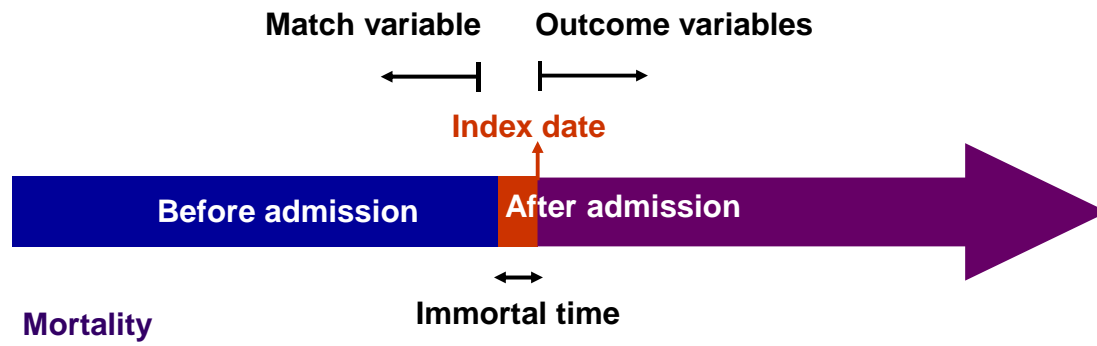 Match variable
Outcome variables
Index date
Before admission
After admission
Immortal time
Mortality